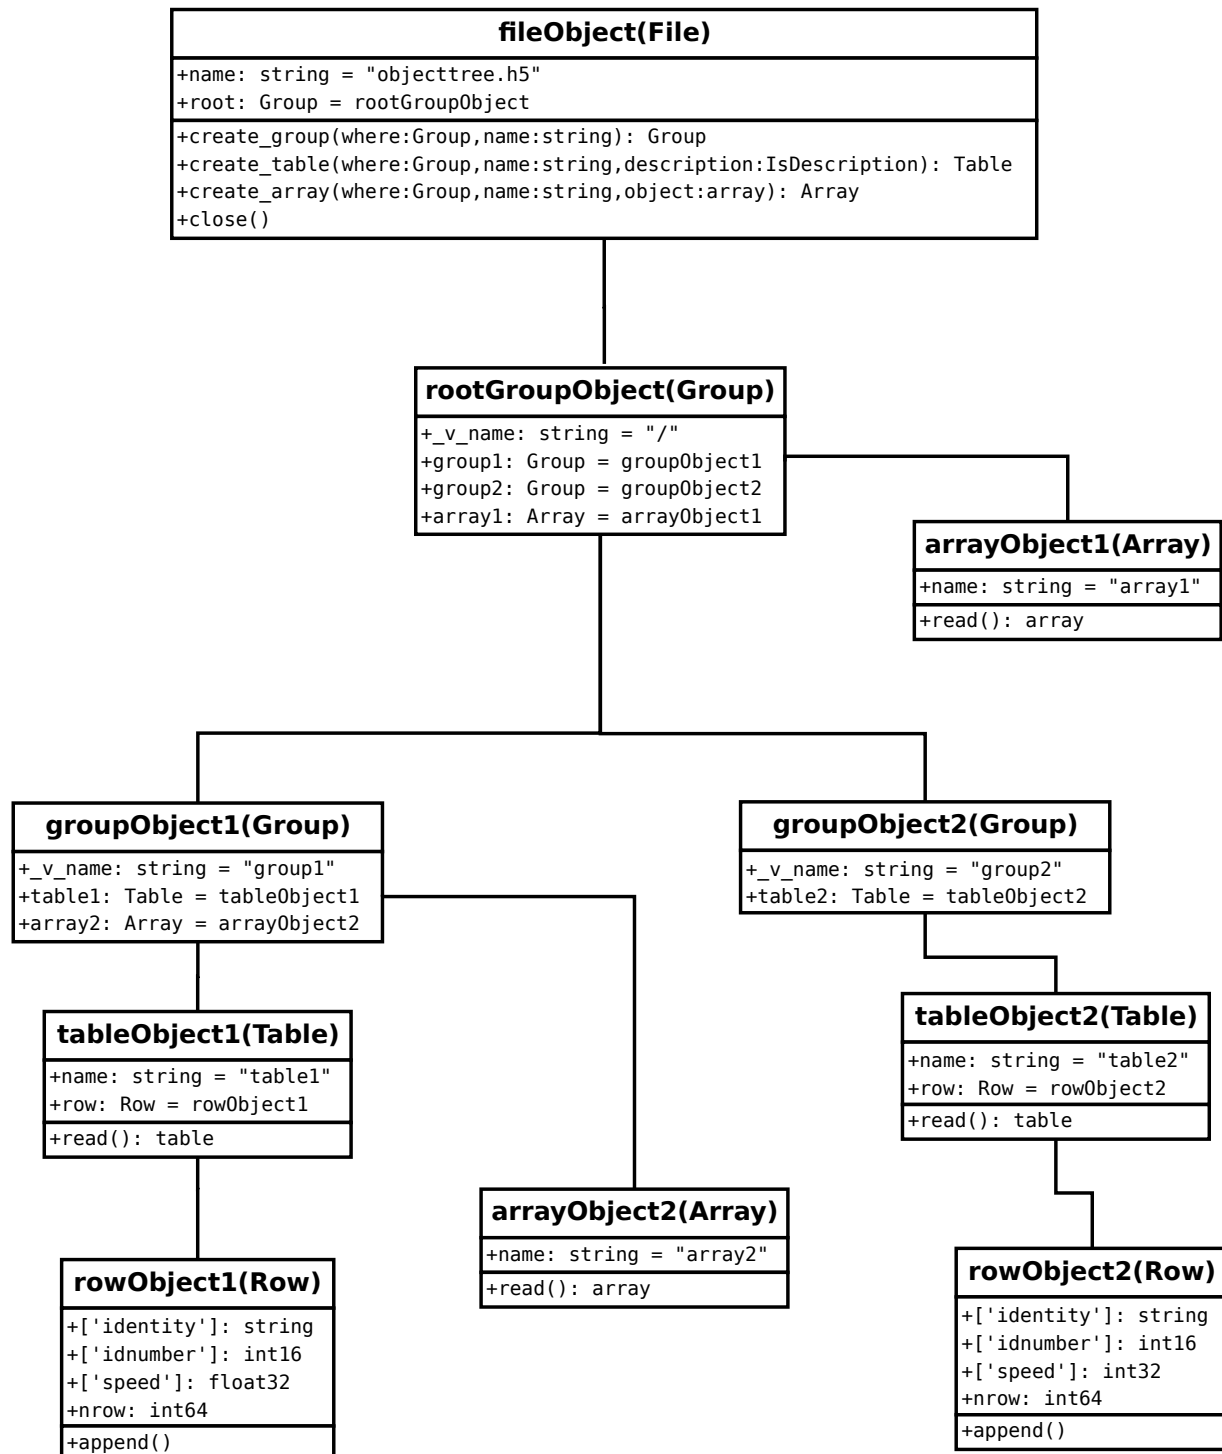 fileObject(File)
+name: string = "objecttree.h5"
+root: Group = rootGroupObject
+create_group(where:Group,name:string): Group
+create_table(where:Group,name:string,description:IsDescription): Table
+create_array(where:Group,name:string,object:array): Array
+close()
rootGroupObject(Group)
+_v_name: string = "/"
+group1: Group = groupObject1
+group2: Group = groupObject2
+array1: Array = arrayObject1
arrayObject1(Array)
+name: string = "array1"
+read(): array
groupObject1(Group)
+_v_name: string = "group1"
+table1: Table = tableObject1
+array2: Array = arrayObject2
groupObject2(Group)
+_v_name: string = "group2"
+table2: Table = tableObject2
tableObject1(Table)
+name: string = "table1"
+row: Row = rowObject1
+read(): table
tableObject2(Table)
+name: string = "table2"
+row: Row = rowObject2
+read(): table
arrayObject2(Array)
+name: string = "array2"
+read(): array
rowObject1(Row)
+['identity']: string
+['idnumber']: int16
+['speed']: float32
+nrow: int64
+append()
rowObject2(Row)
+['identity']: string
+['idnumber']: int16
+['speed']: int32
+nrow: int64
+append()